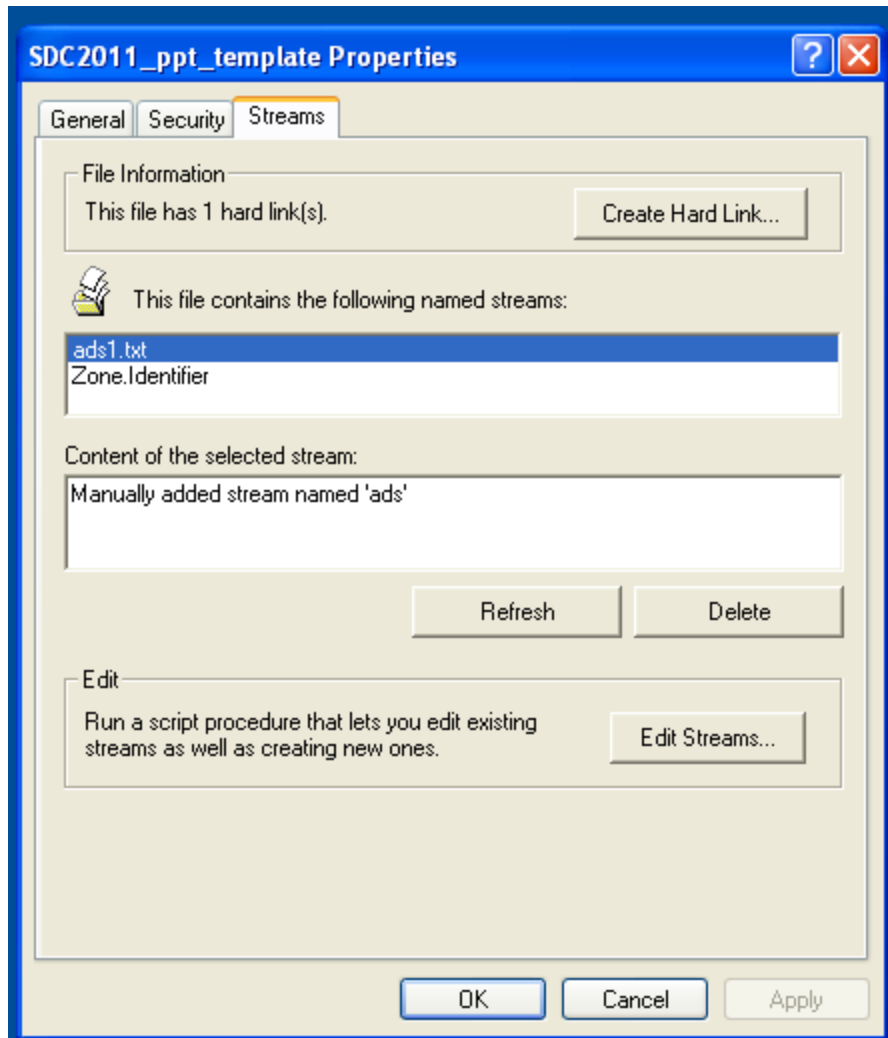 SDC2011_ppt_template Properties
General Security Streams
File Information
This file has 1 hard link(s).
Create Hard Link...
This file contains the following named streams:
ads1.txt
Zone.Identifier
Content of the selected stream:
Manually added stream named 'ads'
Refresh Delete
Edit
Run a script procedure that lets you edit existing
streams as well as creating new ones.
Edit Streams...
OK Cancel Apply